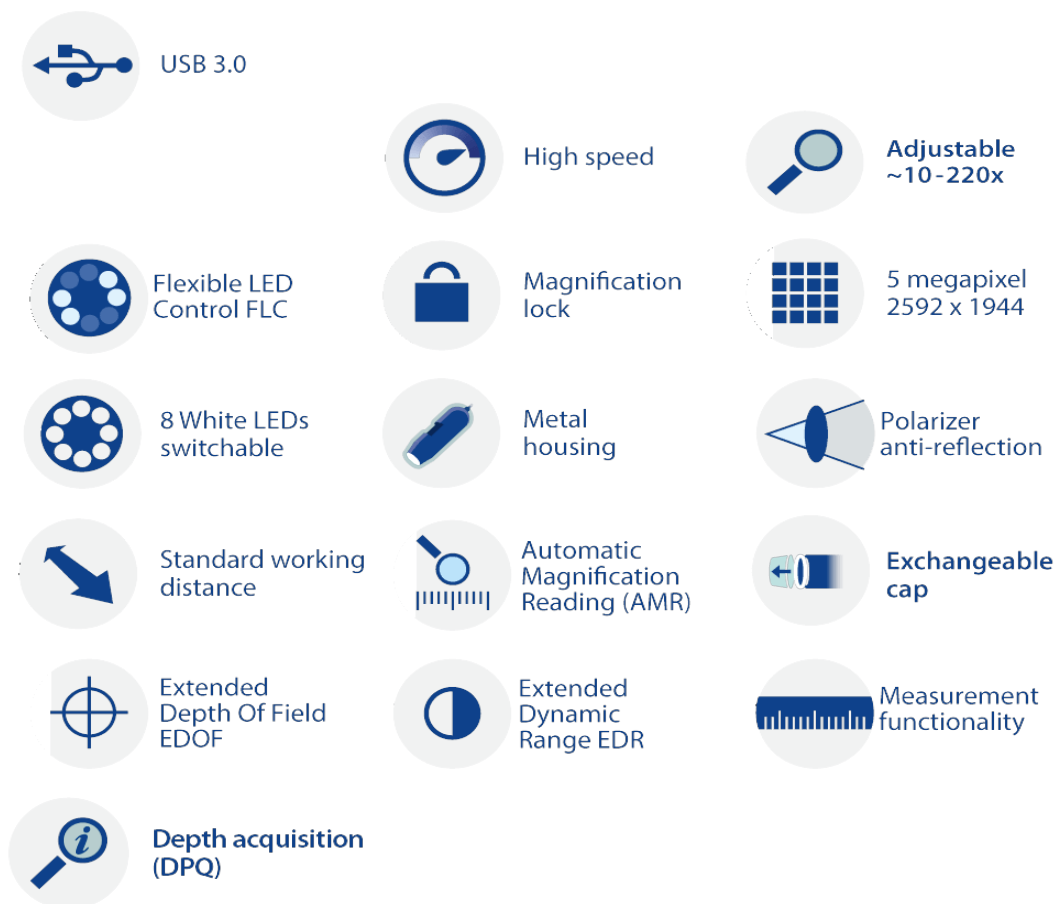 USB 3.0
High speed
Adjustable
~10-220x
Flexible LED
Control FLC
Magnification
lock
5 megapixel
2592 x 1944
8 White LEDs
switchable
Metal
housing
Polarizer
anti-reflection
Standard working
distance
Automatic
Magnification
Reading (AMR)
Exchangeable
cap
Extended
Depth Of Field
EDOF
Extended
Dynamic
Range EDR
Measurement
functionality
i
Depth acquisition
(DPQ)